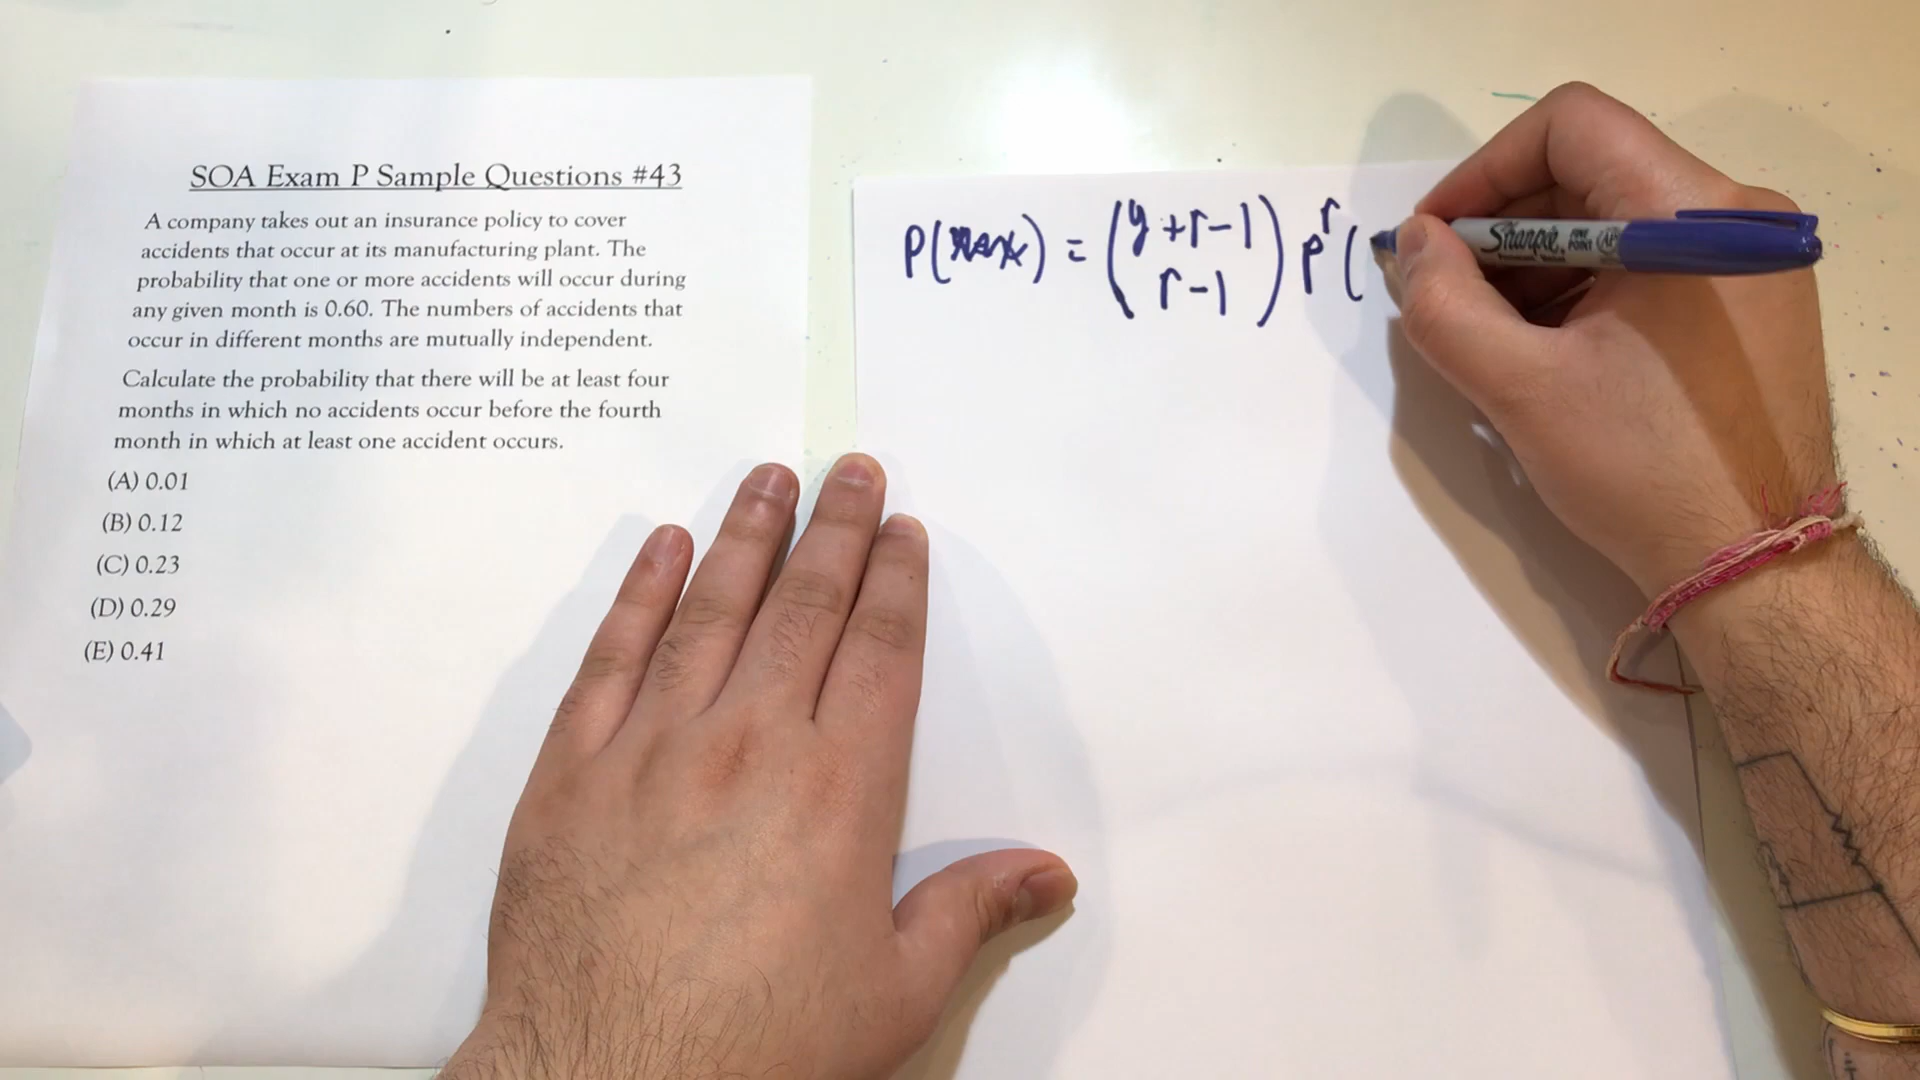 SOA Exam P Sample Questions #43
A company takes out an insurance policy to cover
accidents that occur at its manufacturing plant. The
probability that one or more accidents will occur during
any given month is 0.60. The numbers of accidents that
occur in different months are mutually independent.
Calculate the probability that there will be at least four
months in which no accidents occur before the fourth
month in which at least one accident occurs.
(A) 0.01
(B) 0.12
(C) 0.23
(D) 0.29
(E) 0.41
P( ) = (y+r-1
r-1) p^r (
Sharpie. FINE POINT